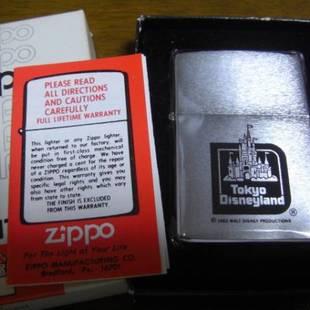 PLEASE READ
ALL DIRECTIONS
AND CAUTIONS
CAREFULLY
FULL LIFETIME WARRANTY
This lighter or any Zippo lighter,
when returned to our factory, will
be put in first-class mechanical
condition free of charge. We have
never charged a cent for the repair
of a ZIPPO regardless of its age or
condition. This warranty gives you
specific legal rights and you may
also have other rights which vary
from state to state.
THE FINISH IS EXCLUDED
FROM THIS WARRANTY.
zippo
For The Light of Your Life
ZIPPO MANUFACTURING CO.
Bradford, Pa. 16701
Tokyo
Disneyland
®
WALT DISNEY PRODUCTIONS